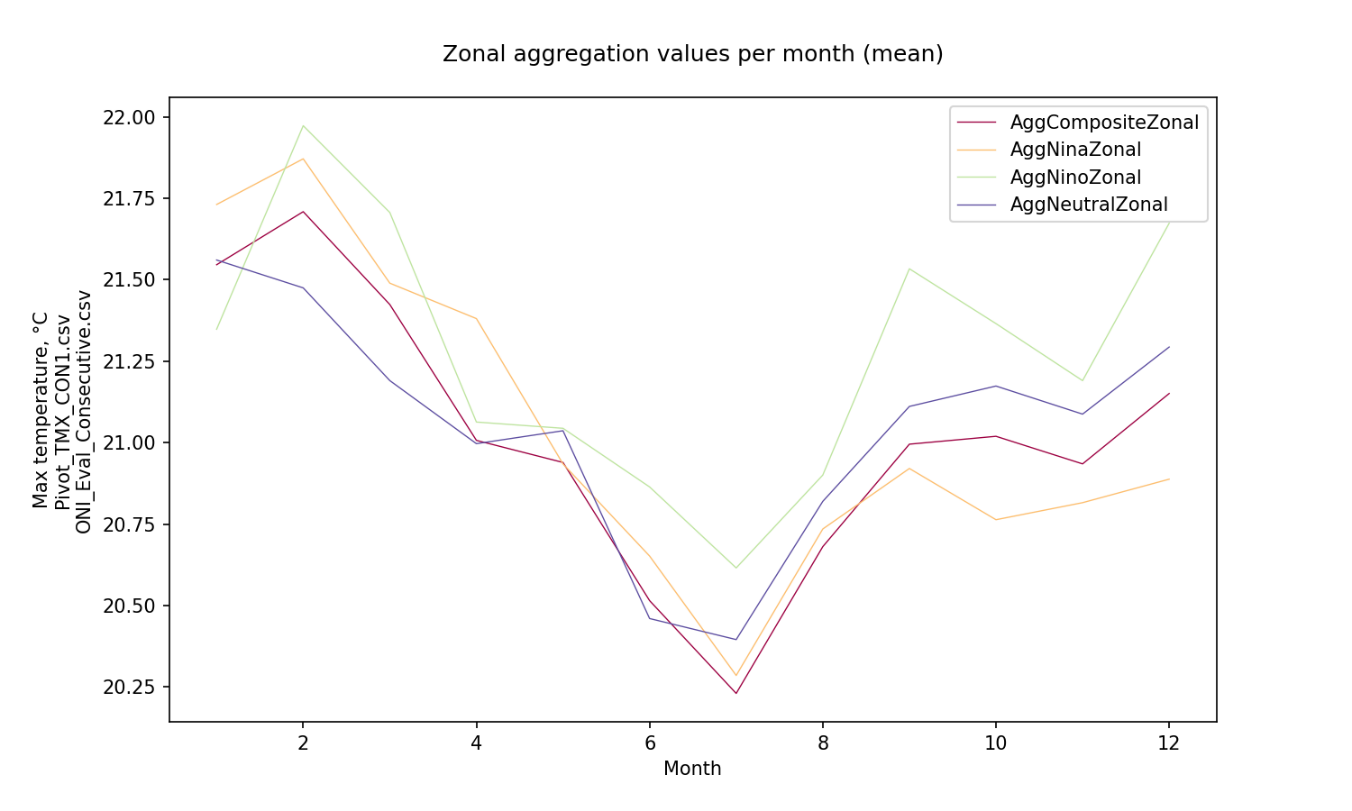 Zonal aggregation values per month (mean)
Max temperature, °C
Pivot_TMX_CON1.csv
ONI_Eval_Consecutive.csv
22.00
21.75
21.50
21.25
21.00
20.75
20.50
20.25
AggCompositeZonal
AggNinaZonal
AggNinoZonal
AggNeutralZonal
2 4 6 8 10 12
Month